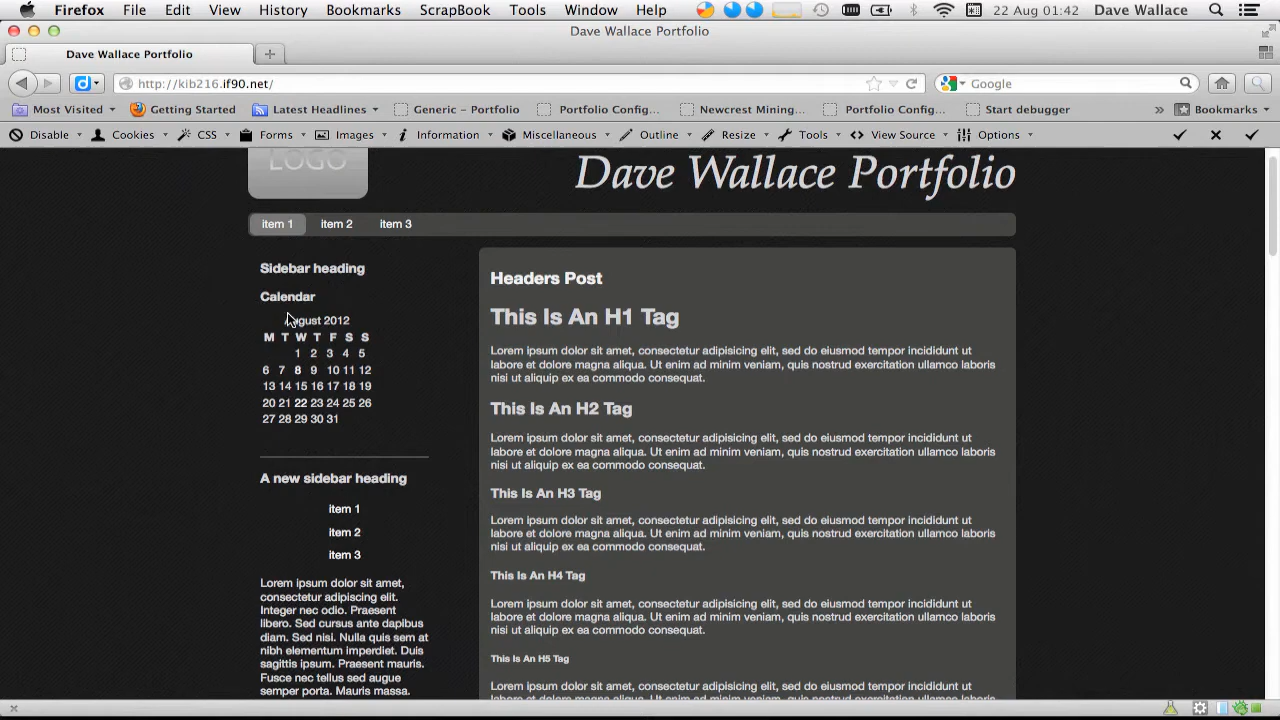 Firefox File Edit View History Bookmarks ScrapBook Tools Window Help 22 Aug 01:42 Dave Wallace
Dave Wallace Portfolio
Dave Wallace Portfolio
http://kib216.if90.net/ Google
Most Visited Getting Started Latest Headlines Generic – Portfolio Portfolio Config... Newcrest Mining... Portfolio Config... Start debugger » Bookmarks
Disable Cookies CSS Forms Images Information Miscellaneous Outline Resize Tools View Source Options
LOGO
Dave Wallace Portfolio
item 1 item 2 item 3
Sidebar heading
Calendar
August 2012
M T W T F S S
1 2 3 4 5
6 7 8 9 10 11 12
13 14 15 16 17 18 19
20 21 22 23 24 25 26
27 28 29 30 31
A new sidebar heading
item 1
item 2
item 3
Lorem ipsum dolor sit amet,
consectetur adipiscing elit.
Integer nec odio. Praesent
libero. Sed cursus ante dapibus
diam. Sed nisi. Nulla quis sem at
nibh elementum imperdiet. Duis
sagittis ipsum. Praesent mauris.
Fusce nec tellus sed augue
semper porta. Mauris massa.
Headers Post
This Is An H1 Tag
Lorem ipsum dolor sit amet, consectetur adipisicing elit, sed do eiusmod tempor incididunt ut
labore et dolore magna aliqua. Ut enim ad minim veniam, quis nostrud exercitation ullamco laboris
nisi ut aliquip ex ea commodo consequat.
This Is An H2 Tag
Lorem ipsum dolor sit amet, consectetur adipisicing elit, sed do eiusmod tempor incididunt ut
labore et dolore magna aliqua. Ut enim ad minim veniam, quis nostrud exercitation ullamco laboris
nisi ut aliquip ex ea commodo consequat.
This Is An H3 Tag
Lorem ipsum dolor sit amet, consectetur adipisicing elit, sed do eiusmod tempor incididunt ut
labore et dolore magna aliqua. Ut enim ad minim veniam, quis nostrud exercitation ullamco laboris
nisi ut aliquip ex ea commodo consequat.
This Is An H4 Tag
Lorem ipsum dolor sit amet, consectetur adipisicing elit, sed do eiusmod tempor incididunt ut
labore et dolore magna aliqua. Ut enim ad minim veniam, quis nostrud exercitation ullamco laboris
nisi ut aliquip ex ea commodo consequat.
This Is An H5 Tag
Lorem ipsum dolor sit amet, consectetur adipisicing elit, sed do eiusmod tempor incididunt ut